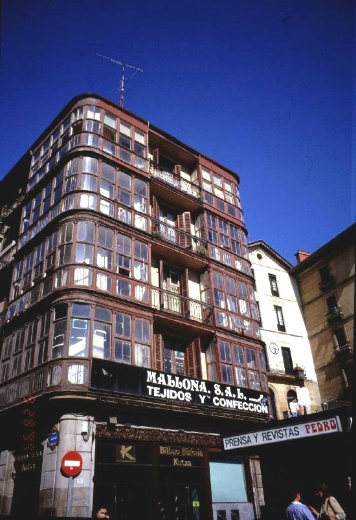 MALLONA, S.A.E.
TEJIDOS Y CONFECCION
PRENSA Y REVISTAS PEDRO
K
Bilbao Bizkaia
Kutxa